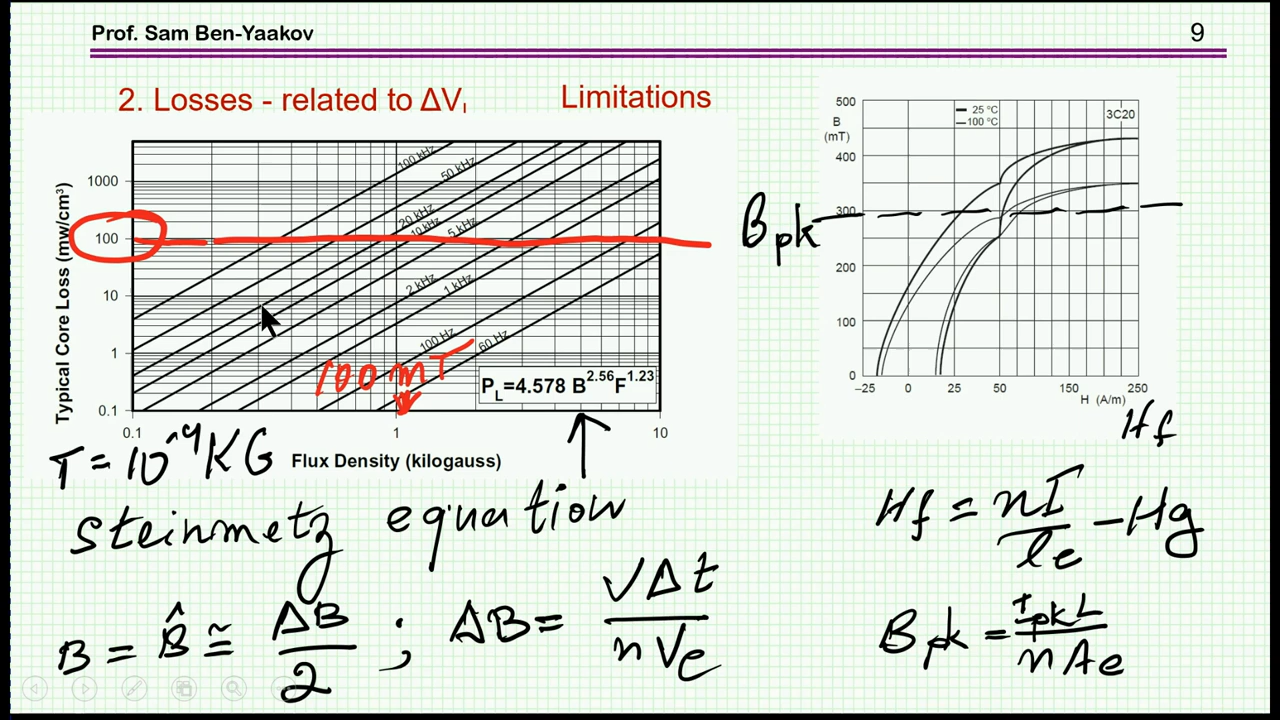 Prof. Sam Ben-Yaakov
9
2. Losses - related to ΔV_I
Limitations
Typical Core Loss (mw/cm³)
1000
100
10
1
0.1
100 kHz
50 kHz
20 kHz
10 kHz
5 kHz
2 kHz
1 kHz
100 Hz
60 Hz
100 mT
P_L=4.578 B^2.56 F^1.23
0.1
1
10
Flux Density (kilogauss)
T = 10^-4 KG
Steinmetz equation
B = B̂ ≅ ΔB/2 ; ΔB = VΔt/nVe
500
B
(mT)
400
300
200
100
0
25 °C
100 °C
3C20
Bpk
-25
0
25
50
150
250
H (A/m)
Hf
Hf = nI/le - Hg
Bpk = IpkL/nAe